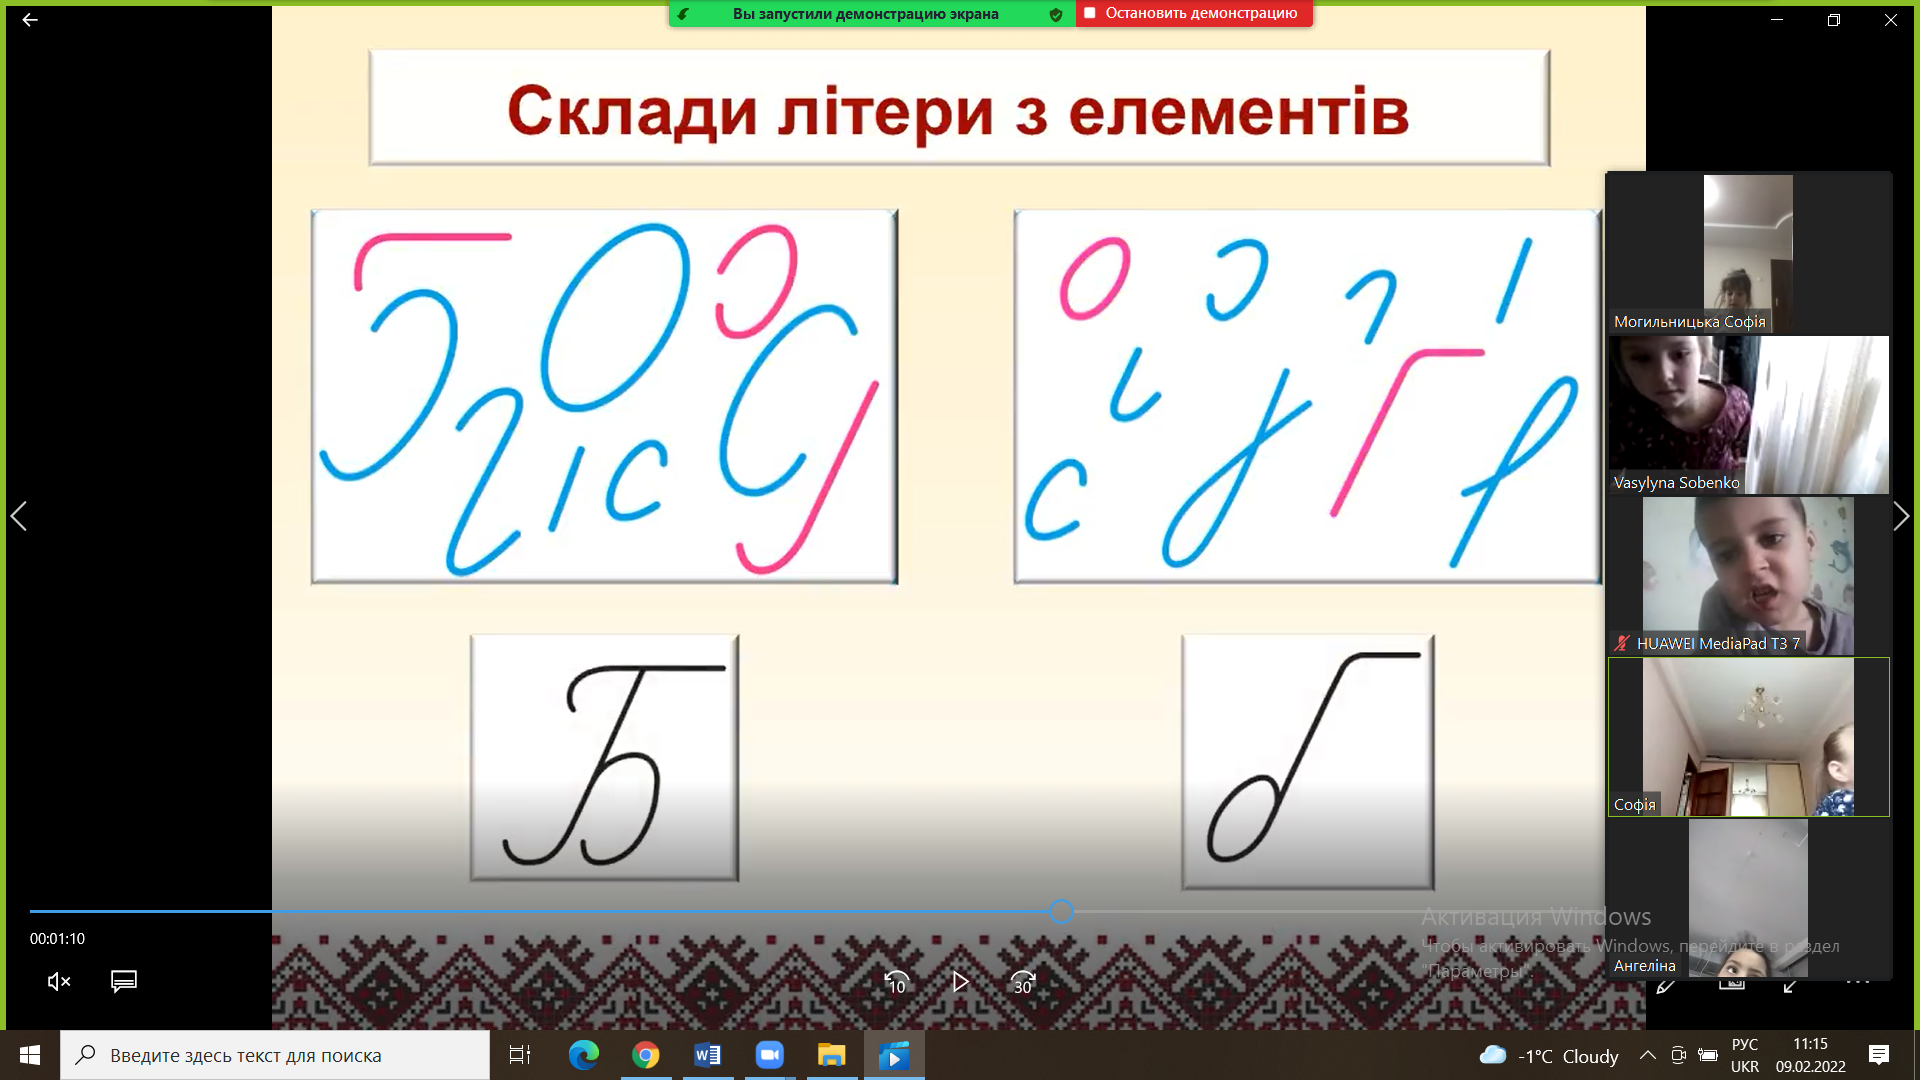 Вы запустили демонстрацию экрана
Остановить демонстрацию
Склади літери з елементів
Б
б
Могильницька Софія
Vasylyna Sobenko
HUAWEI MediaPad T3 7
Софія
Ангеліна
Активация Windows
Чтобы активировать Windows, перейдите в раздел
"Параметры".
00:01:10
10
30
Введите здесь текст для поиска
-1°C Cloudy
РУС
UKR
11:15
09.02.2022